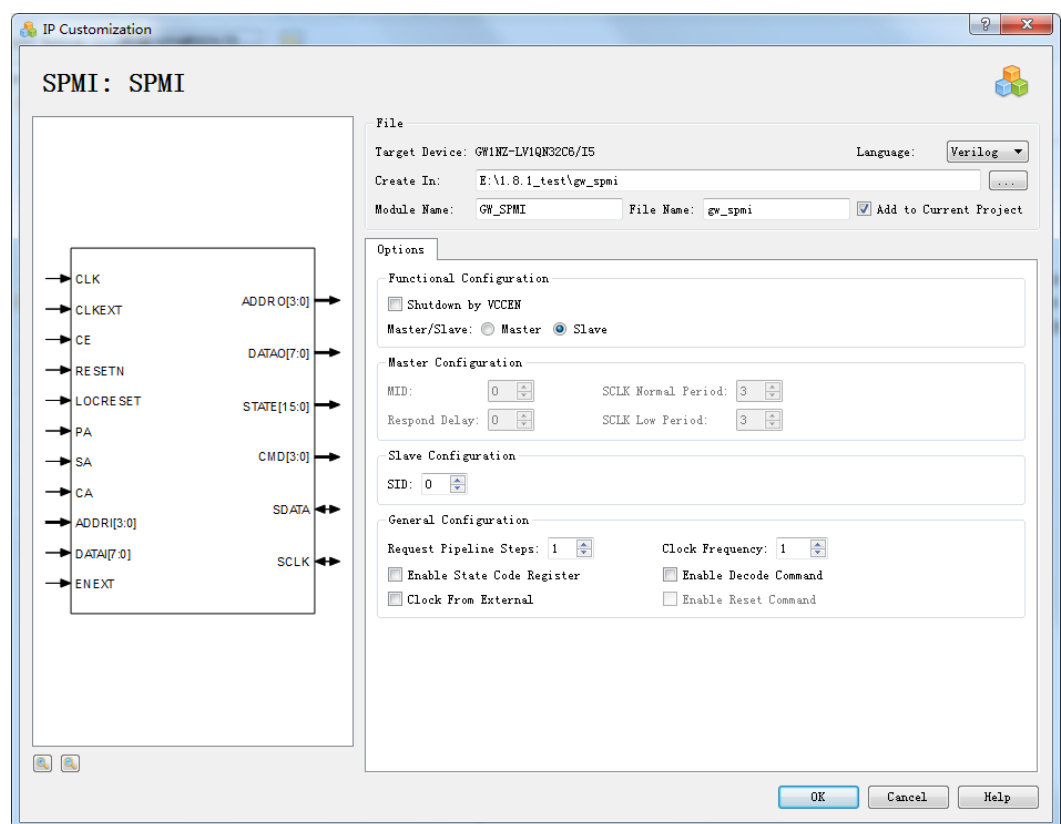 IP Customization
SPMI: SPMI
CLK
CLKEXT
CE
RESETN
LOCRESET
PA
SA
CA
ADDRI[3:0]
DATAI[7:0]
ENEXT
ADDRO[3:0]
DATAO[7:0]
STATE[15:0]
CMD[3:0]
SDATA
SCLK
File
Target Device: GW1NZ-LV1QN32C6/I5 Language: Verilog
Create In: E:\1.8.1_test\gw_spmi ...
Module Name: GW_SPMI File Name: gw_spmi Add to Current Project
Options
Functional Configuration
Shutdown by VCCEN
Master/Slave: Master Slave
Master Configuration
MID: 0 SCLK Normal Period: 3
Respond Delay: 0 SCLK Low Period: 3
Slave Configuration
SID: 0
General Configuration
Request Pipeline Steps: 1 Clock Frequency: 1
Enable State Code Register Enable Decode Command
Clock From External Enable Reset Command
OK Cancel Help